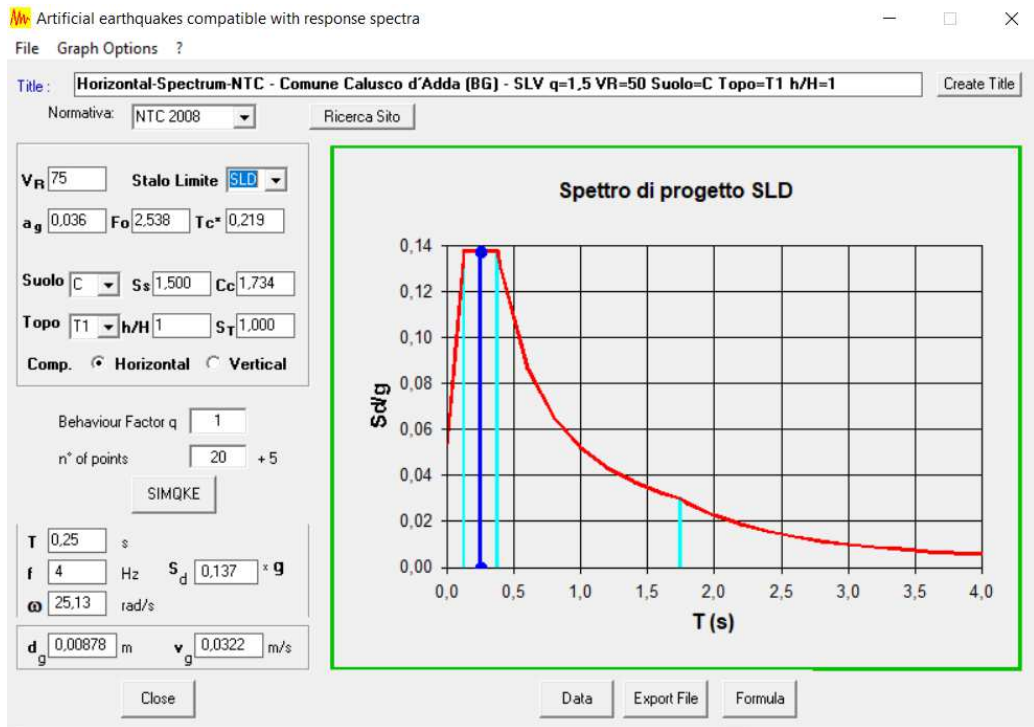 Artificial earthquakes compatible with response spectra
File Graph Options ?
Title : Horizontal-Spectrum-NTC - Comune Calusco d'Adda (BG) - SLV q=1,5 VR=50 Suolo=C Topo=T1 h/H=1 Create Title
Normativa: NTC 2008 Ricerca Sito
VR 75 Stalo Limite SLD
ag 0,036 Fo 2,538 Tc* 0,219
Suolo C Ss 1,500 Cc 1,734
Topo T1 h/H 1 ST 1,000
Comp. Horizontal Vertical
Behaviour Factor q 1
n° of points 20 + 5
SIMQKE
T 0,25 s
f 4 Hz Sd 0,137 x g
ω 25,13 rad/s
dg 0,00878 m vg 0,0322 m/s
Close
Spettro di progetto SLD
Sd/g
0,14
0,12
0,10
0,08
0,06
0,04
0,02
0,00
0,0 0,5 1,0 1,5 2,0 2,5 3,0 3,5 4,0
T (s)
Data Export File Formula